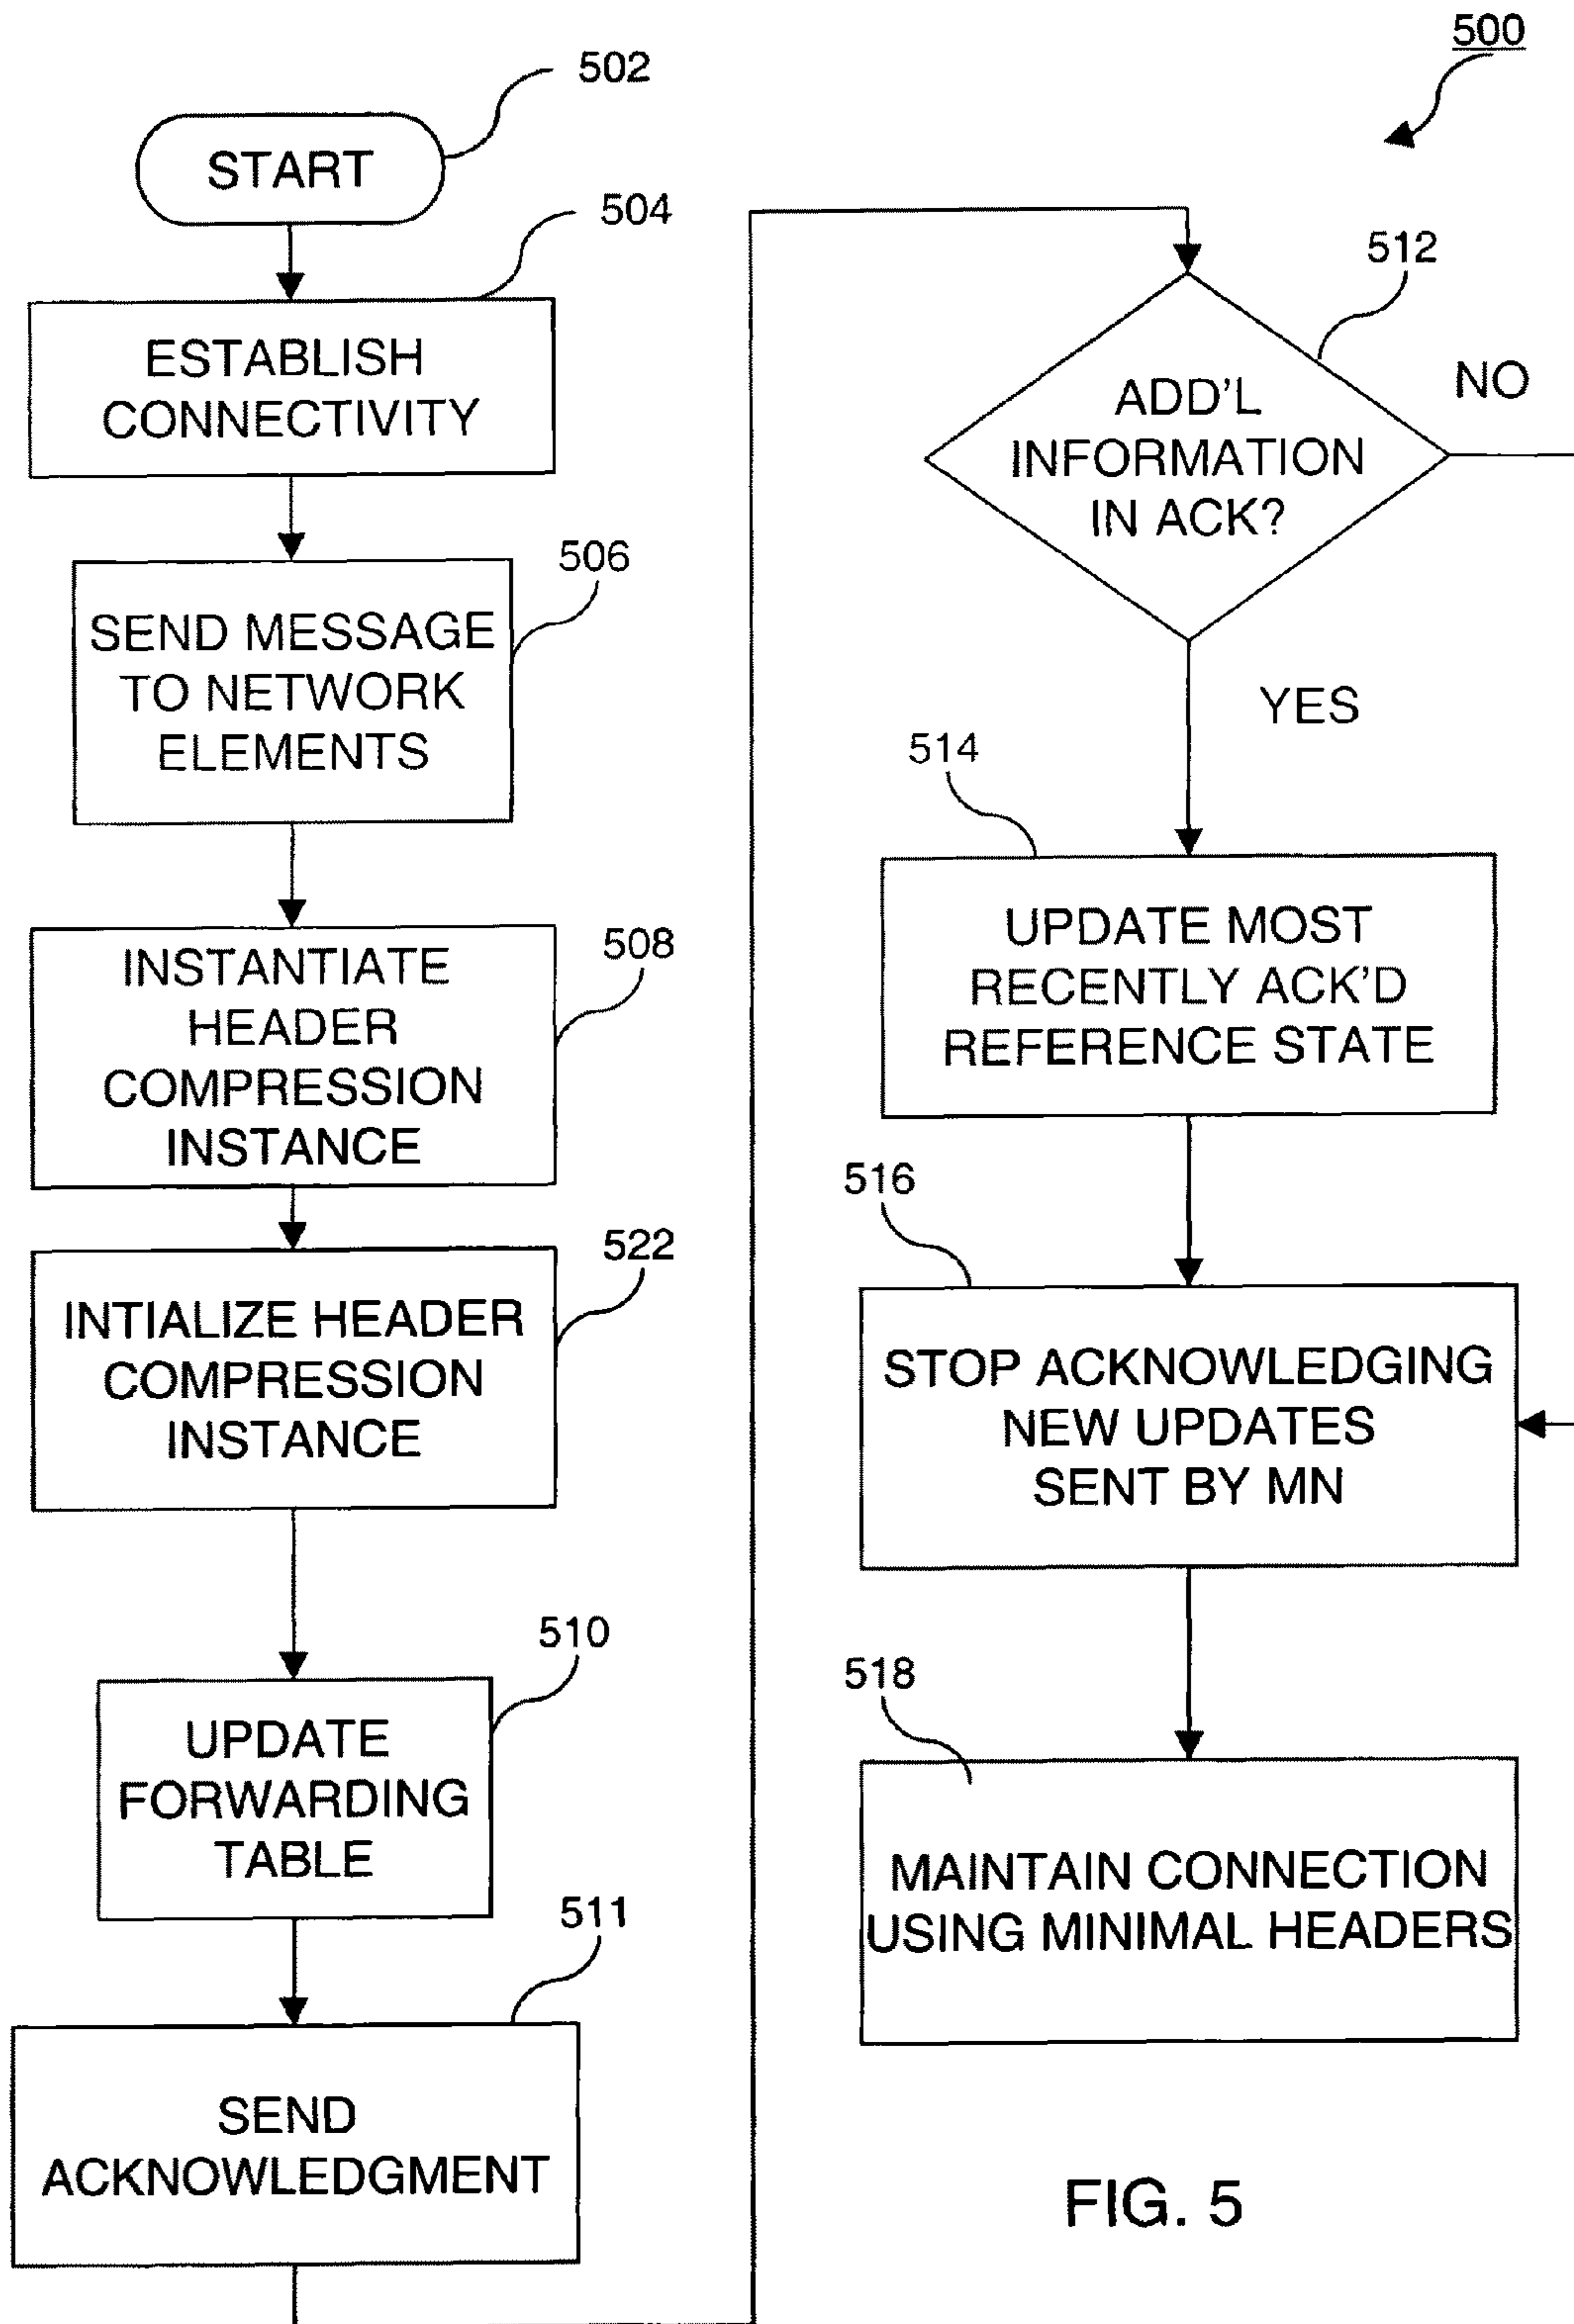 500
502
START
504
ESTABLISH
CONNECTIVITY
506
SEND MESSAGE
TO NETWORK
ELEMENTS
508
INSTANTIATE
HEADER
COMPRESSION
INSTANCE
522
INTIALIZE HEADER
COMPRESSION
INSTANCE
510
UPDATE
FORWARDING
TABLE
511
SEND
ACKNOWLEDGMENT
512
ADD'L
INFORMATION
IN ACK?
NO
YES
514
UPDATE MOST
RECENTLY ACK'D
REFERENCE STATE
516
STOP ACKNOWLEDGING
NEW UPDATES
SENT BY MN
518
MAINTAIN CONNECTION
USING MINIMAL HEADERS
FIG. 5